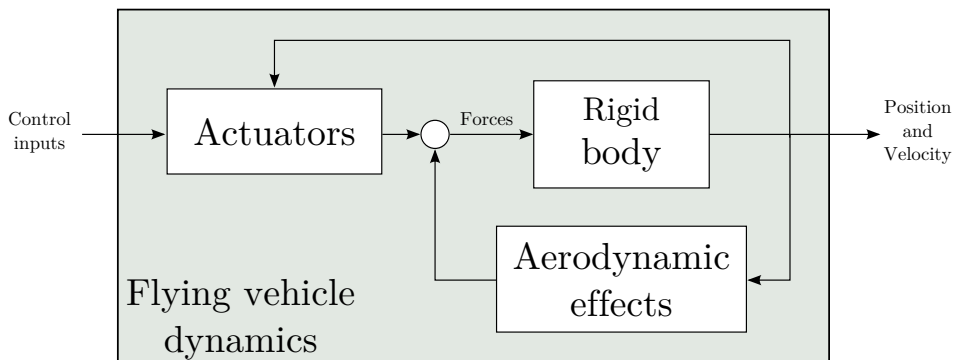 Control
inputs
Actuators
Forces
Rigid
body
Position
and
Velocity
Aerodynamic
effects
Flying vehicle
dynamics